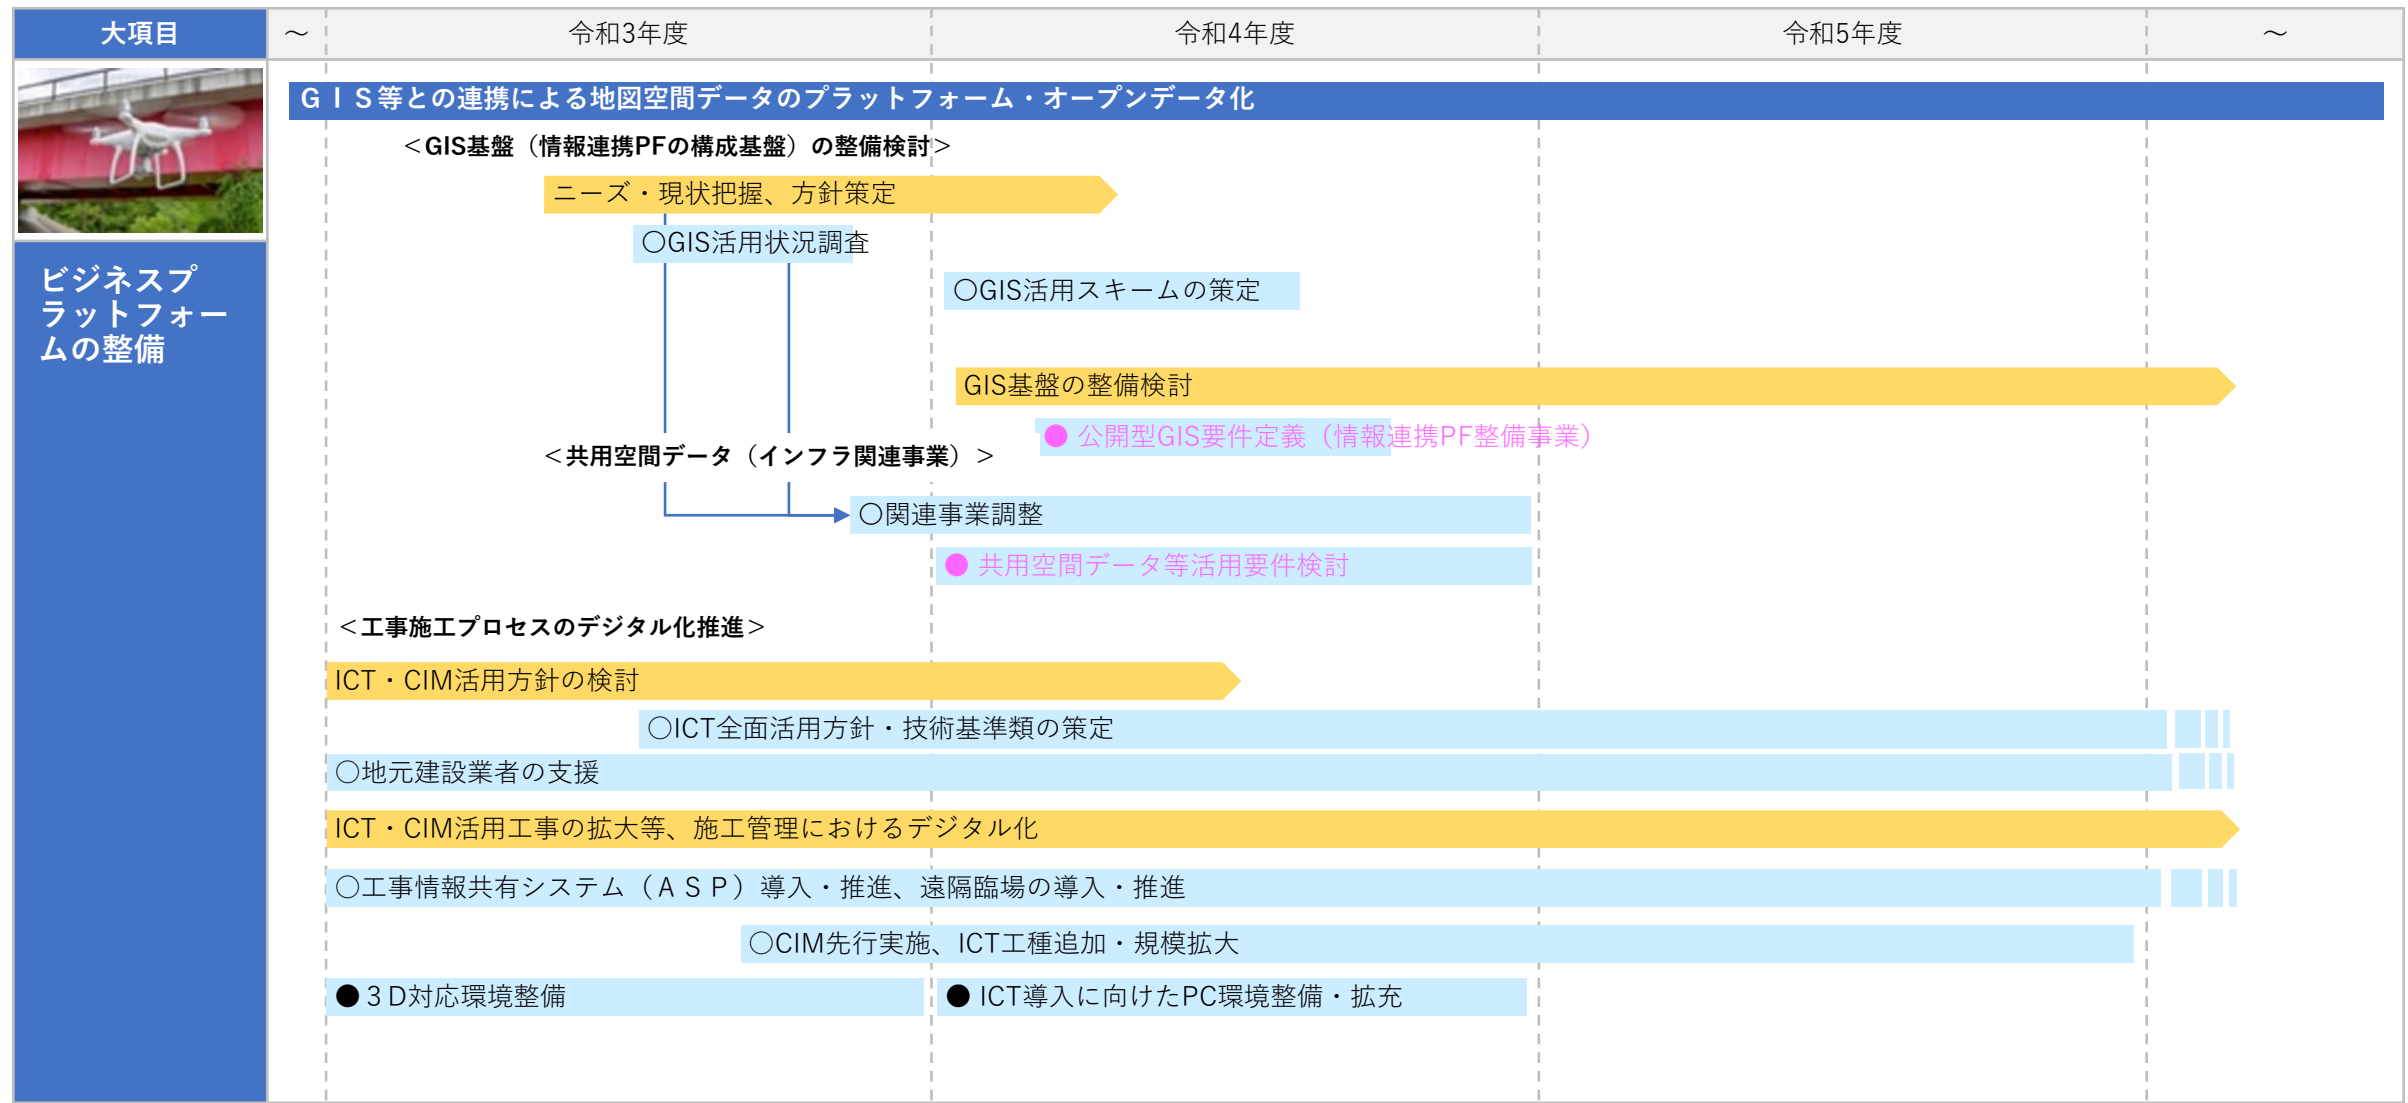 大項目
～
令和3年度
令和4年度
令和5年度
～
ＧＩＳ等との連携による地図空間データのプラットフォーム・オープンデータ化
＜GIS基盤（情報連携PFの構成基盤）の整備検討＞
ニーズ・現状把握、方針策定
〇GIS活用状況調査
ビジネスプ
ラットフォー
ムの整備
〇GIS活用スキームの策定
GIS基盤の整備検討
● 公開型GIS要件定義（情報連携PF整備事業）
＜共用空間データ（インフラ関連事業）＞
〇関連事業調整
● 共用空間データ等活用要件検討
＜工事施工プロセスのデジタル化推進＞
ICT・CIM活用方針の検討
〇ICT全面活用方針・技術基準類の策定
〇地元建設業者の支援
ICT・CIM活用工事の拡大等、施工管理におけるデジタル化
〇工事情報共有システム（ＡＳＰ）導入・推進、遠隔臨場の導入・推進
〇CIM先行実施、ICT工種追加・規模拡大
●３D対応環境整備
● ICT導入に向けたPC環境整備・拡充